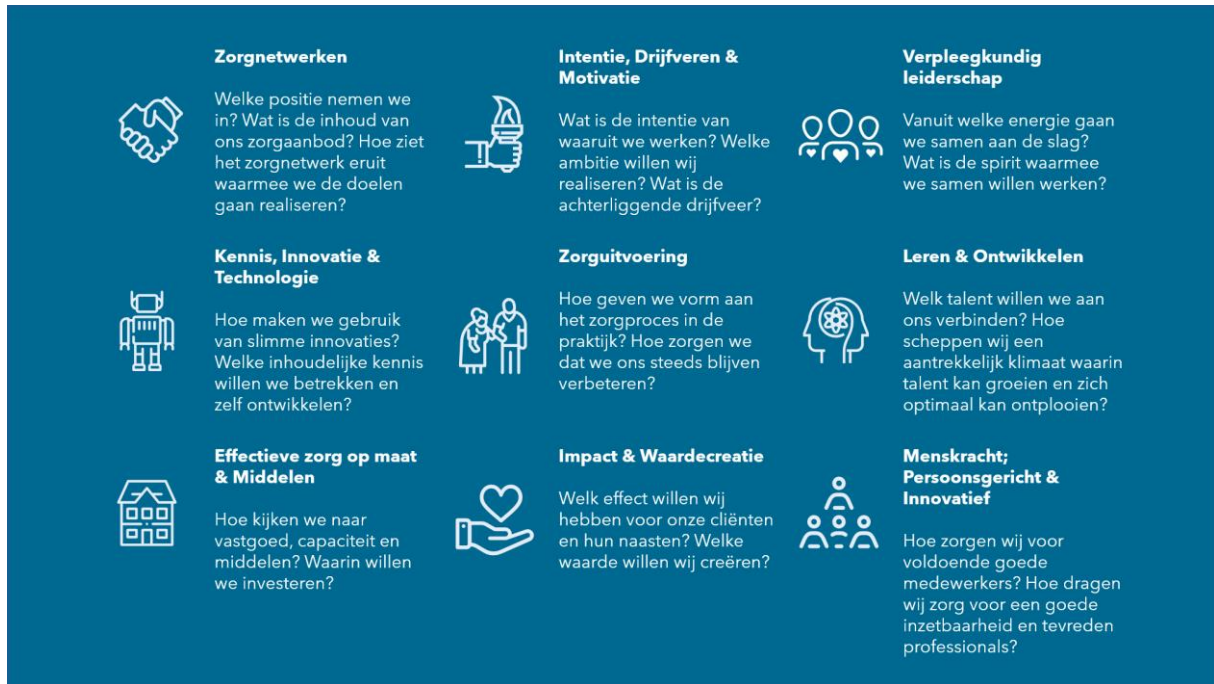 Zorgnetwerken
Welke positie nemen we
in? Wat is de inhoud van
ons zorgaanbod? Hoe ziet
het zorgnetwerk eruit
waarmee we de doelen
gaan realiseren?
Intentie, Drijfveren &
Motivatie
Wat is de intentie van
waaruit we werken? Welke
ambitie willen wij
realiseren? Wat is de
achterliggende drijfveer?
Verpleegkundig
leiderschap
Vanuit welke energie gaan
we samen aan de slag?
Wat is de spirit waarmee
we samen willen werken?
Kennis, Innovatie &
Technologie
Hoe maken we gebruik
van slimme innovaties?
Welke inhoudelijke kennis
willen we betrekken en
zelf ontwikkelen?
Zorguitvoering
Hoe geven we vorm aan
het zorgproces in de
praktijk? Hoe zorgen we
dat we ons steeds blijven
verbeteren?
Leren & Ontwikkelen
Welk talent willen we aan
ons verbinden? Hoe
scheppen wij een
aantrekkelijk klimaat waarin
talent kan groeien en zich
optimaal kan ontplooien?
Effectieve zorg op maat
& Middelen
Hoe kijken we naar
vastgoed, capaciteit en
middelen? Waarin willen
we investeren?
Impact & Waardecreatie
Welk effect willen wij
hebben voor onze cliënten
en hun naasten? Welke
waarde willen wij creëren?
Menskracht;
Persoonsgericht &
Innovatief
Hoe zorgen wij voor
voldoende goede
medewerkers? Hoe dragen
wij zorg voor een goede
inzetbaarheid en tevreden
professionals?